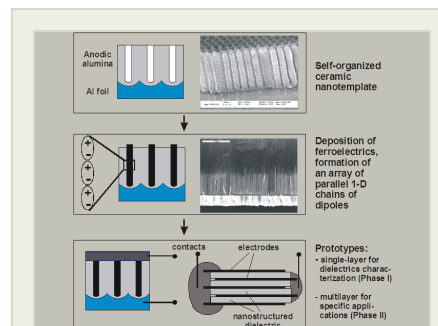 Anodic
alumina
Al foil
Self-organized
ceramic
nanotemplate
Deposition of
ferroelectrics,
formation of
an array of
parallel 1-D
chains of
dipoles
contacts
electrodes
nanostructured
dielectric
Prototypes:
- single-layer for
dielectrics charac-
terization (Phase I)
- multilayer for
specific appli-
cations (Phase II)